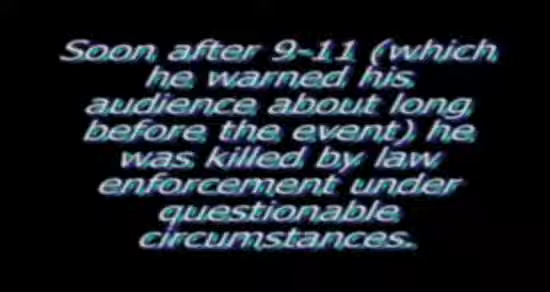 Soon after 9-11 (which
he warned his
audience about long
before the event) he
was killed by law
enforcement under
questionable
circumstances.